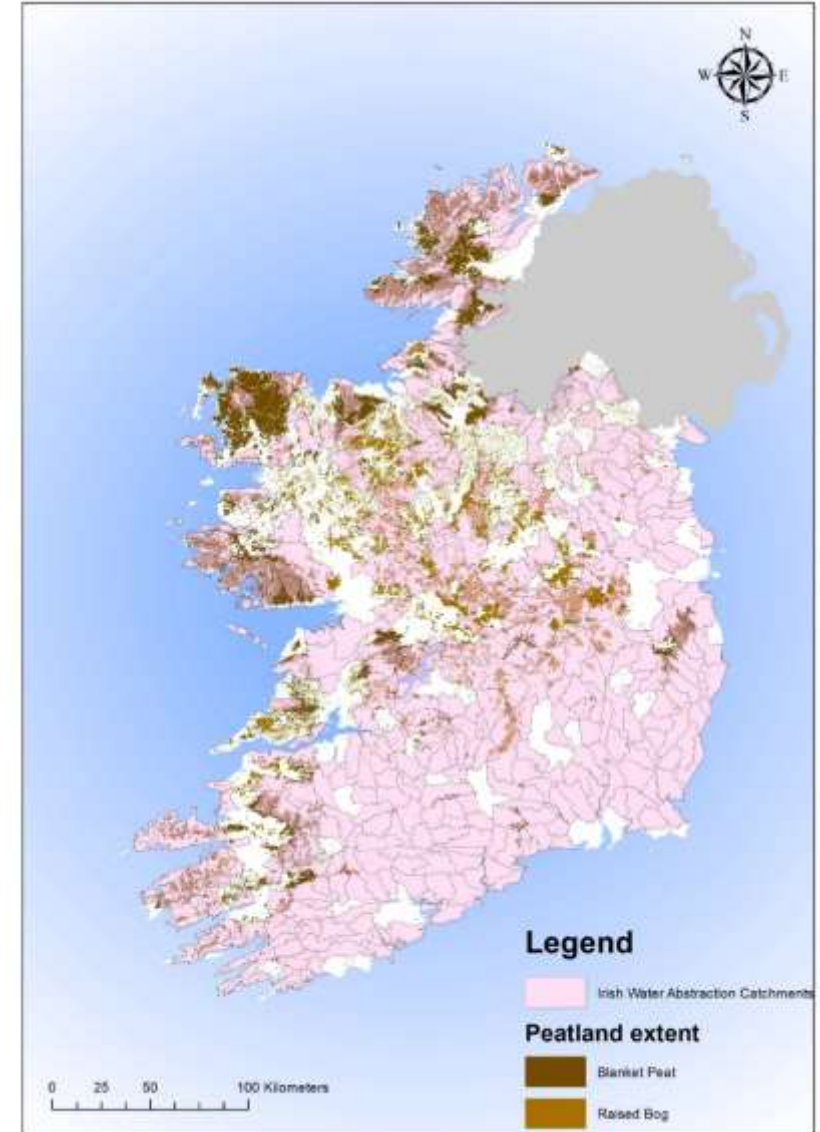 N
W E
S
Legend
Irish Water Abstraction Catchments
Peatland extent
Blanket Peat
Raised Bog
0 25 50 100 Kilometers